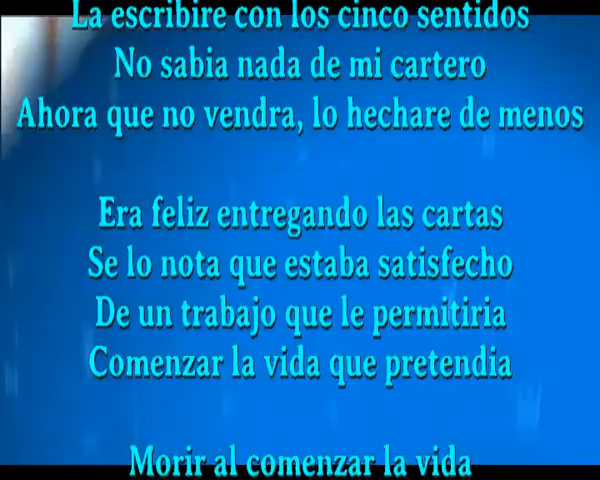 La escribire con los cinco sentidos
No sabia nada de mi cartero
Ahora que no vendra, lo hechare de menos
Era feliz entregando las cartas
Se lo nota que estaba satisfecho
De un trabajo que le permitiria
Comenzar la vida que pretendia
Morir al comenzar la vida